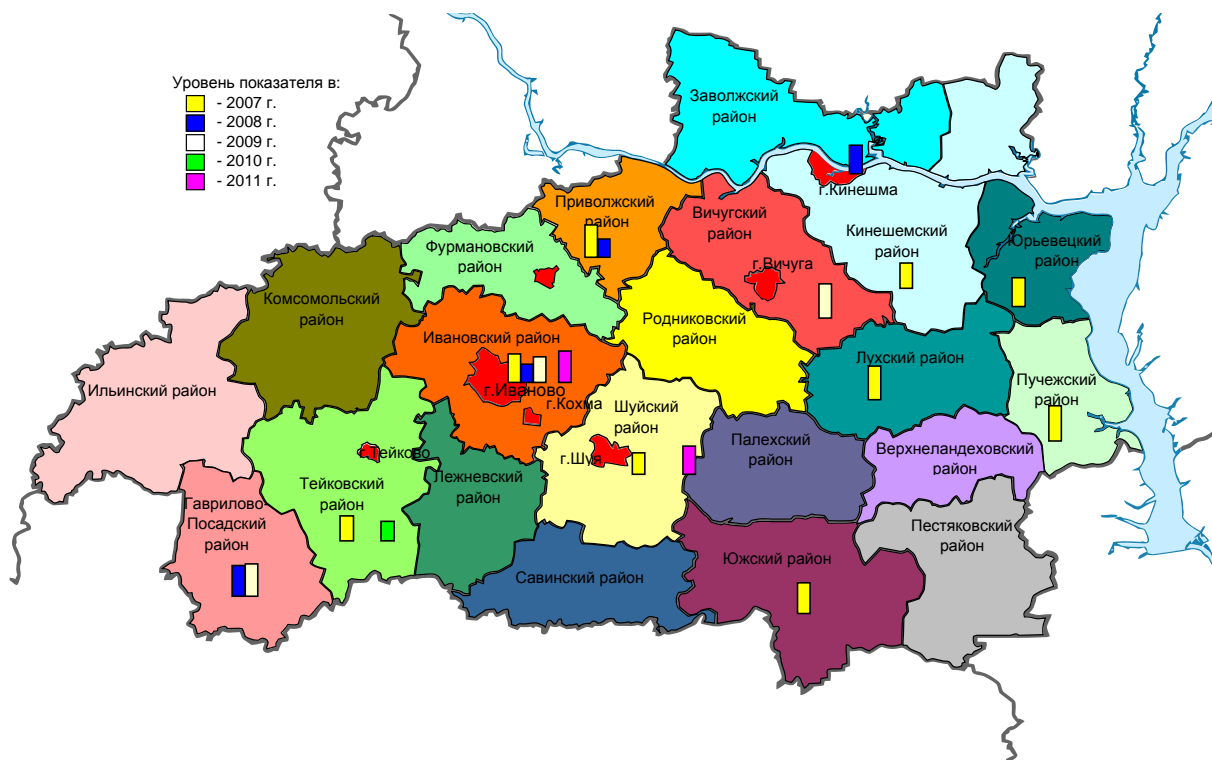 Уровень показателя в:
- 2007 г.
- 2008 г.
- 2009 г.
- 2010 г.
- 2011 г.
Заволжский
район
г.Кинешма
Приволжский
район
Вичугский
район
Кинешемский
район
Юрьевецкий
район
Фурмановский
район
г.Вичуга
Комсомольский
район
Родниковский
район
Ивановский район
Лухский район
Ильинский район
г.Иваново
г.Кохма
Шуйский
район
Пучежский
район
Палехский
район
Верхнеландеховский
район
г.Тейково
г.Шуя
Лежневский
район
Тейковский
район
Гаврилово-
Посадский
район
Пестяковский
район
Савинский район
Южский район